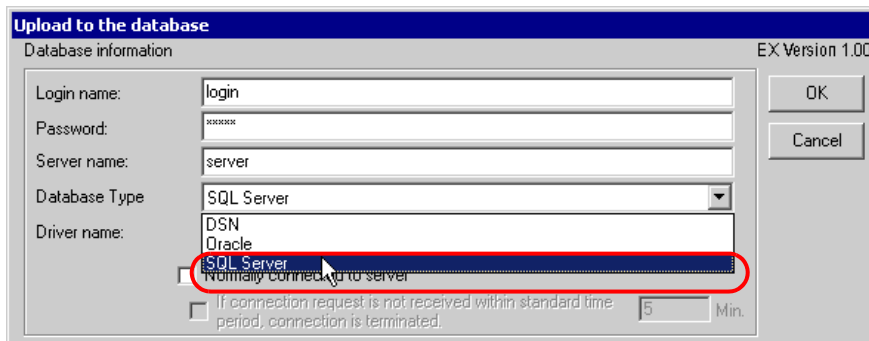 Upload to the database
Database information
EX Version 1.00
Login name:
login
OK
Password:
*****
Cancel
Server name:
server
Database Type
SQL Server
Driver name:
DSN
Oracle
SQL Server
Normally connected to server
If connection request is not received within standard time
period, connection is terminated.
5
Min.